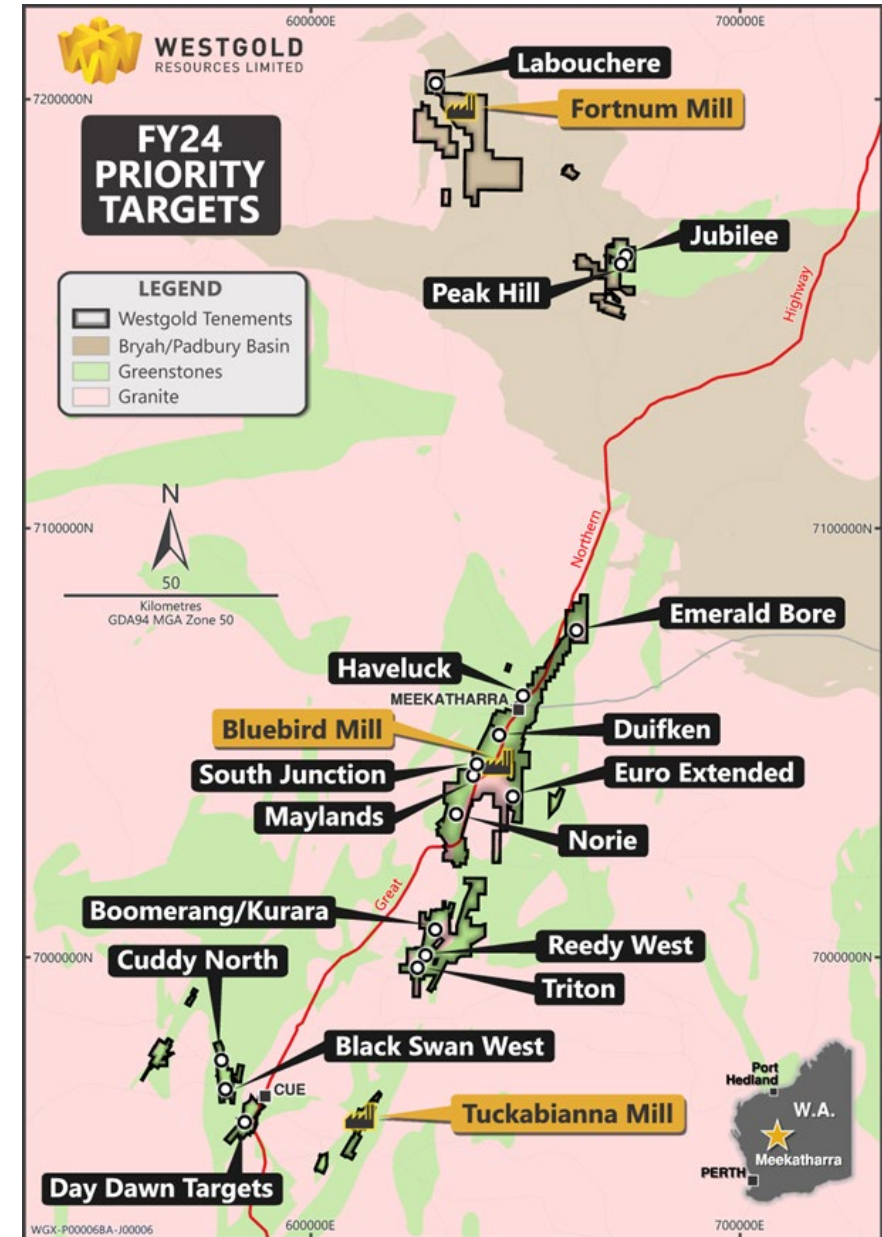 600000E
700000E
WESTGOLD
RESOURCES LIMITED
Labouchere
7200000N
Fortnum Mill
FY24
PRIORITY
TARGETS
Jubilee
Peak Hill
Highway
LEGEND
Westgold Tenements
Bryah/Padbury Basin
Greenstones
Granite
N
7100000N
7100000N
50
Kilometres
GDA94 MGA Zone 50
Northern
Emerald Bore
Haveluck
MEEKATHARRA
Bluebird Mill
Duifken
South Junction
Euro Extended
Maylands
Norie
Great
Boomerang/Kurara
Reedy West
Cuddy North
7000000N
7000000N
Triton
Black Swan West
CUE
Tuckabianna Mill
Port
Hedland
W.A.
Meekatharra
PERTH
Day Dawn Targets
WGX-P00006BA-J00006
600000E
700000E